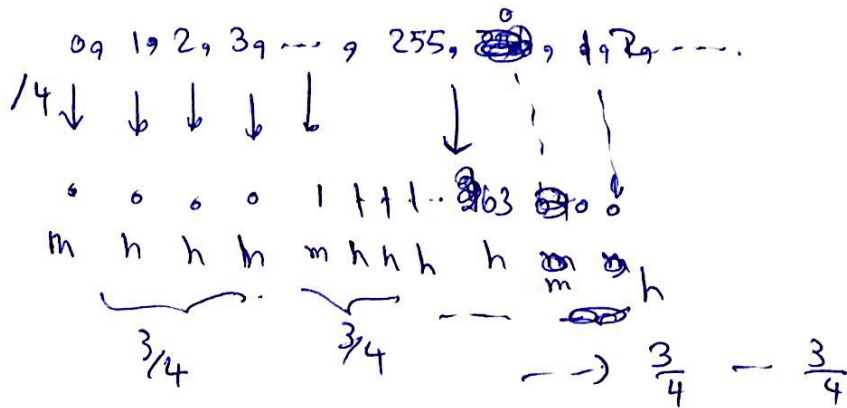 0, 1, 2, 3, ..., 255, 0, 1, 2, ....
/4
0 0 0 0 1 1 1 1 .. 63 0 0
m h h h m h h h h m h
3/4 3/4 --- --> 3/4 - 3/4